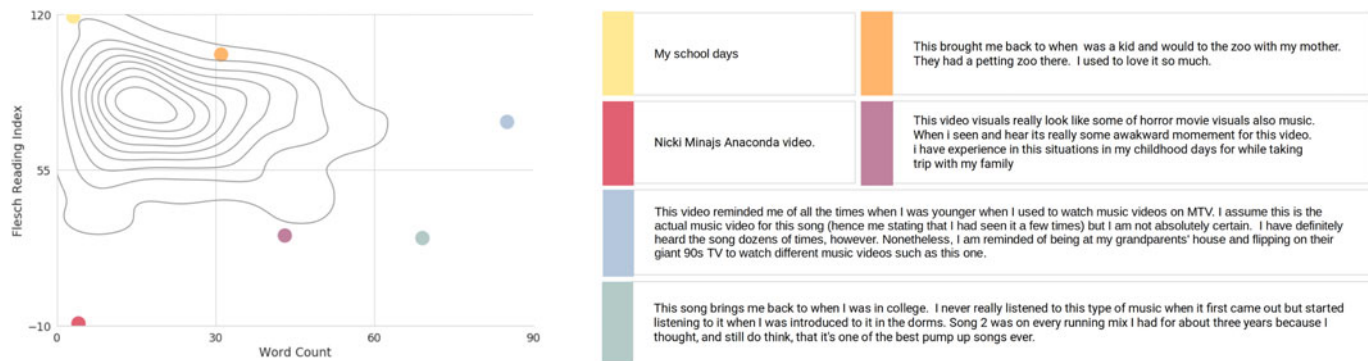 120
55
-10
0
30
60
90
Flesch Reading Index
Word Count
My school days
This brought me back to when  was a kid and would to the zoo with my mother.
They had a petting zoo there.  I used to love it so much.
Nicki Minajs Anaconda video.
This video visuals really look like some of horror movie visuals also music.
When i seen and hear its really some awakward momement for this video.
i have experience in this situations in my childhood days for while taking
trip with my family
This video reminded me of all the times when I was younger when I used to watch music videos on MTV. I assume this is the
actual music video for this song (hence me stating that I had seen it a few times) but I am not absolutely certain.  I have definitely
heard the song dozens of times, however. Nonetheless, I am reminded of being at my grandparents' house and flipping on their
giant 90s TV to watch different music videos such as this one.
This song brings me back to when I was in college.  I never really listened to this type of music when it first came out but started
listening to it when I was introduced to it in the dorms. Song 2 was on every running mix I had for about three years because I
thought, and still do think, that it's one of the best pump up songs ever.